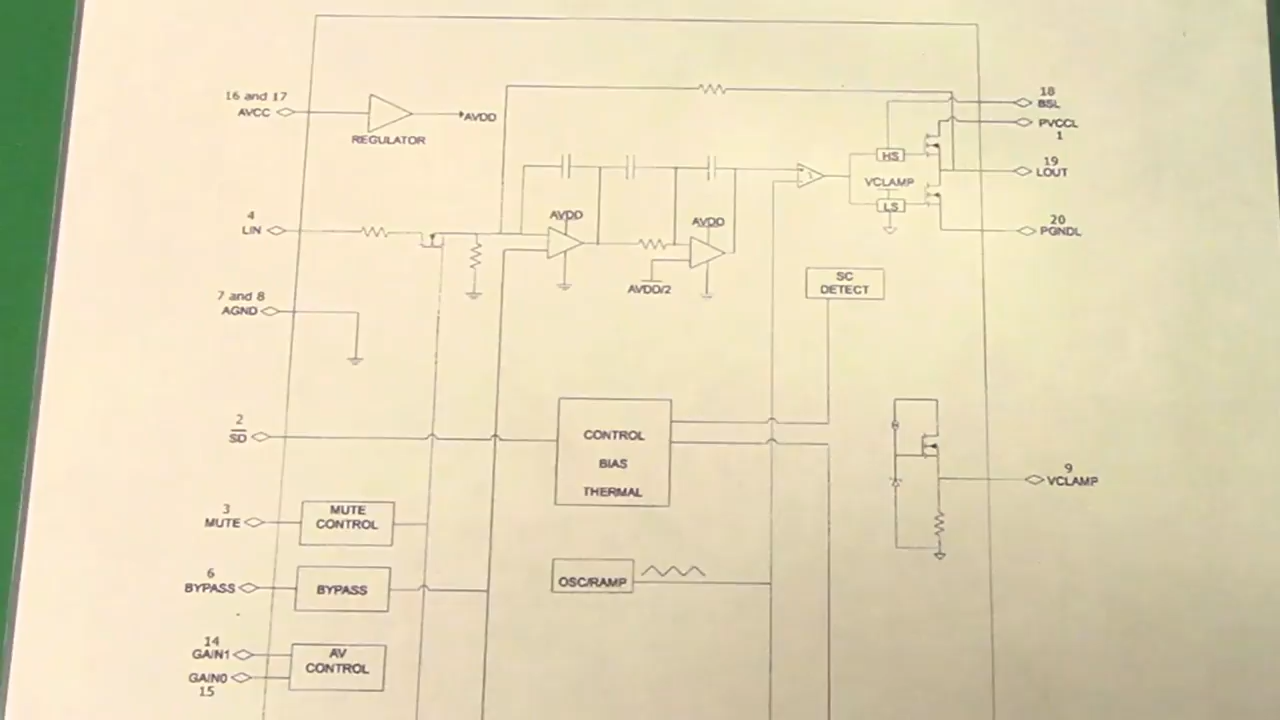 16 and 17
AVCC
AVDD
REGULATOR
18
BSL
PVCCL
1
HS
19
LOUT
VCLAMP
LS
4
LIN
AVDD
AVDD
20
PGNDL
AVDD/2
SC
DETECT
7 and 8
AGND
2
SD
CONTROL
BIAS
THERMAL
9
VCLAMP
3
MUTE
MUTE
CONTROL
6
BYPASS
BYPASS
OSC/RAMP
14
GAIN1
GAIN0
15
AV
CONTROL